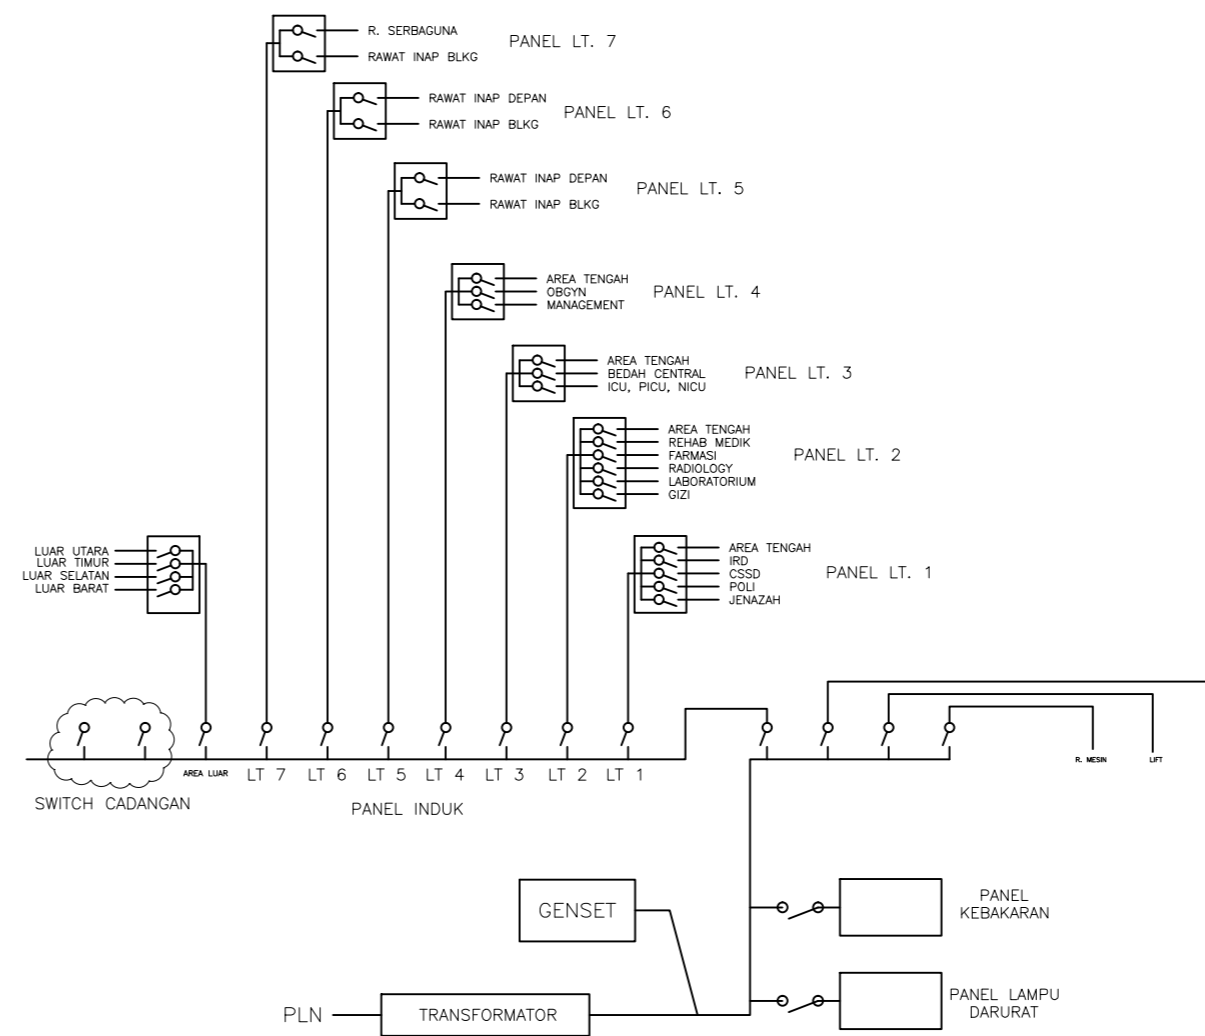 R. SERBAGUNA
RAWAT INAP BLKG
PANEL LT. 7
RAWAT INAP DEPAN
RAWAT INAP BLKG
PANEL LT. 6
RAWAT INAP DEPAN
RAWAT INAP BLKG
PANEL LT. 5
AREA TENGAH
OBGYN
MANAGEMENT
PANEL LT. 4
AREA TENGAH
BEDAH CENTRAL
ICU, PICU, NICU
PANEL LT. 3
AREA TENGAH
REHAB MEDIK
FARMASI
RADIOLOGY
LABORATORIUM
GIZI
PANEL LT. 2
LUAR UTARA
LUAR TIMUR
LUAR SELATAN
LUAR BARAT
AREA TENGAH
IRD
CSSD
POLI
JENAZAH
PANEL LT. 1
SWITCH CADANGAN
AREA LUAR
LT 7
LT 6
LT 5
LT 4
LT 3
LT 2
LT 1
PANEL INDUK
R. MESIN
LIFT
GENSET
PANEL
KEBAKARAN
PLN
TRANSFORMATOR
PANEL LAMPU
DARURAT